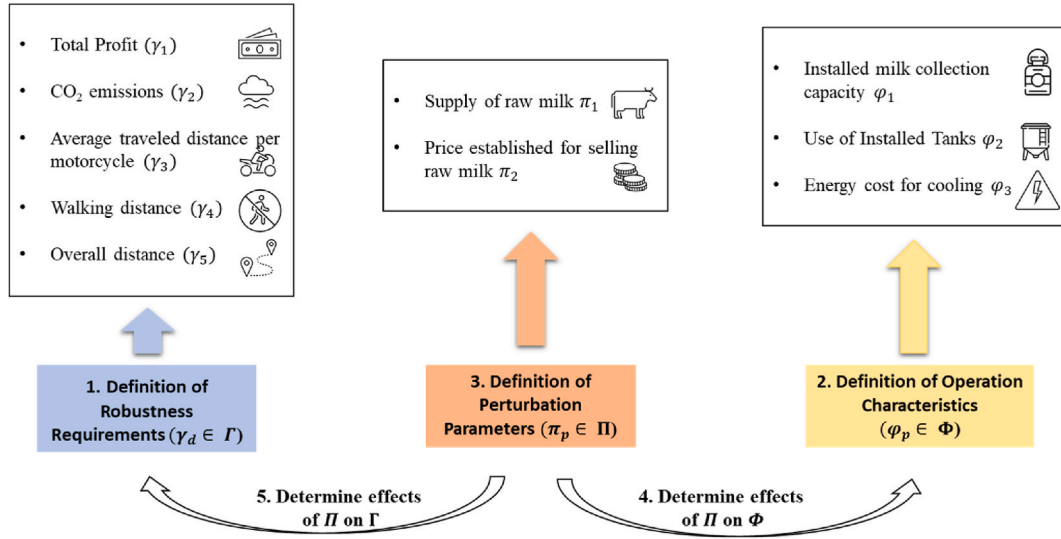 • Total Profit (γ₁)
• CO₂ emissions (γ₂)
• Average traveled distance per
motorcycle (γ₃)
• Walking distance (γ₄)
• Overall distance (γ₅)
• Supply of raw milk π₁
• Price established for selling
raw milk π₂
• Installed milk collection
capacity φ₁
• Use of Installed Tanks φ₂
• Energy cost for cooling φ₃
1. Definition of
Robustness
Requirements (γ_d ∈ Γ)
3. Definition of
Perturbation
Parameters (π_p ∈ Π)
2. Definition of Operation
Characteristics
(φ_p ∈ Φ)
5. Determine effects
of Π on Γ
4. Determine effects
of Π on Φ